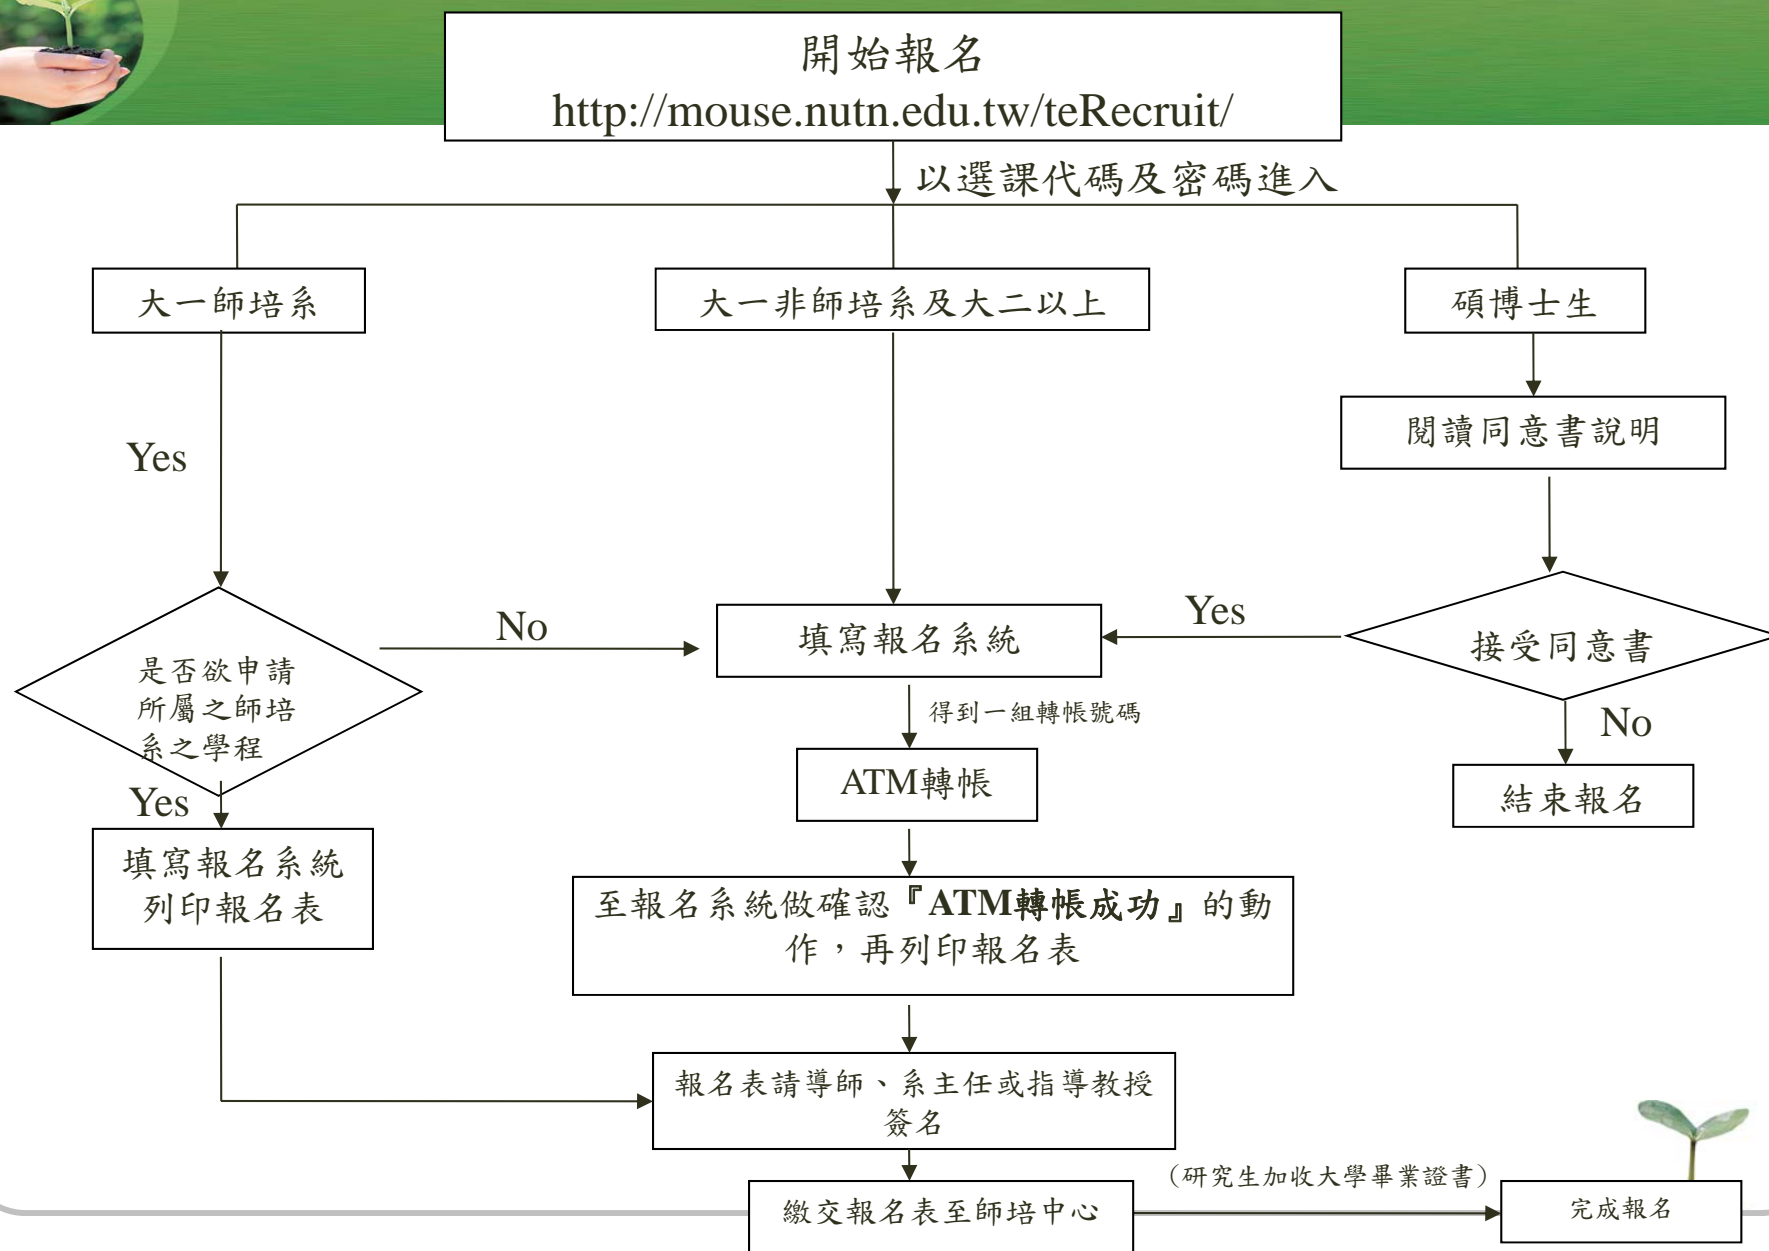 開始報名
http://mouse.nutn.edu.tw/teRecruit/
以選課代碼及密碼進入
大一師培系
大一非師培系及大二以上
碩博士生
閱讀同意書說明
Yes
No
填寫報名系統
Yes
接受同意書
是否欲申請
所屬之師培
系之學程
得到一組轉帳號碼
No
ATM轉帳
結束報名
Yes
填寫報名系統
列印報名表
至報名系統做確認『ATM轉帳成功』的動
作，再列印報名表
報名表請導師、系主任或指導教授
簽名
(研究生加收大學畢業證書)
繳交報名表至師培中心
完成報名